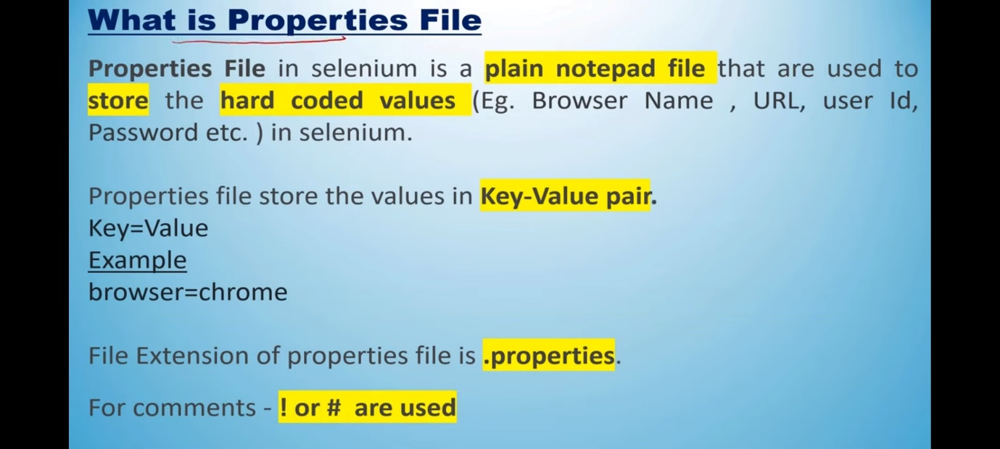 What is Properties File
Properties File in selenium is a plain notepad file that are used to
store the hard coded values (Eg. Browser Name , URL, user Id,
Password etc. ) in selenium.
Properties file store the values in Key-Value pair.
Key=Value
Example
browser=chrome
File Extension of properties file is .properties.
For comments - ! or # are used